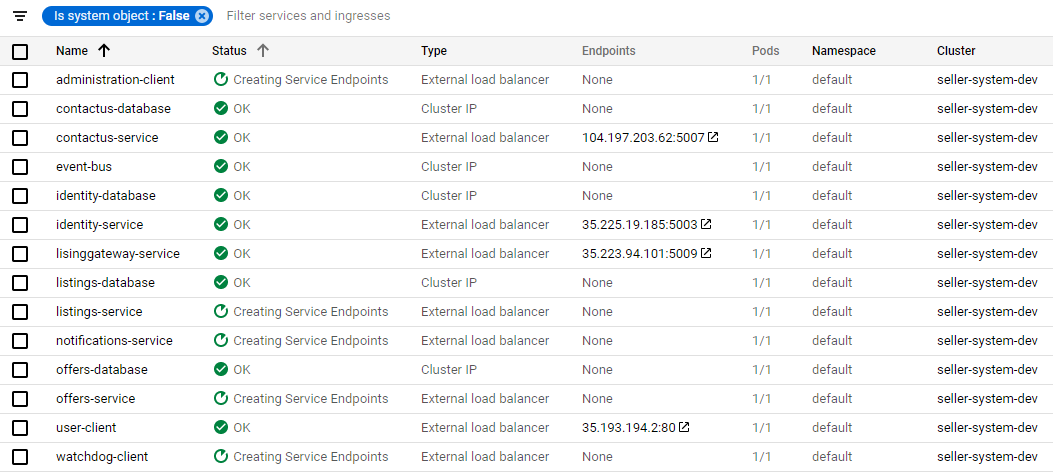 Is system object : False Filter services and ingresses
Name Status Type Endpoints Pods Namespace Cluster
administration-client Creating Service Endpoints External load balancer None 1/1 default seller-system-dev
contactus-database OK Cluster IP None 1/1 default seller-system-dev
contactus-service OK External load balancer 104.197.203.62:5007 1/1 default seller-system-dev
event-bus OK Cluster IP None 1/1 default seller-system-dev
identity-database OK Cluster IP None 1/1 default seller-system-dev
identity-service OK External load balancer 35.225.19.185:5003 1/1 default seller-system-dev
lisinggateway-service OK External load balancer 35.223.94.101:5009 1/1 default seller-system-dev
listings-database OK Cluster IP None 1/1 default seller-system-dev
listings-service Creating Service Endpoints External load balancer None 1/1 default seller-system-dev
notifications-service Creating Service Endpoints External load balancer None 1/1 default seller-system-dev
offers-database OK Cluster IP None 1/1 default seller-system-dev
offers-service Creating Service Endpoints External load balancer None 1/1 default seller-system-dev
user-client OK External load balancer 35.193.194.2:80 1/1 default seller-system-dev
watchdog-client Creating Service Endpoints External load balancer None 1/1 default seller-system-dev